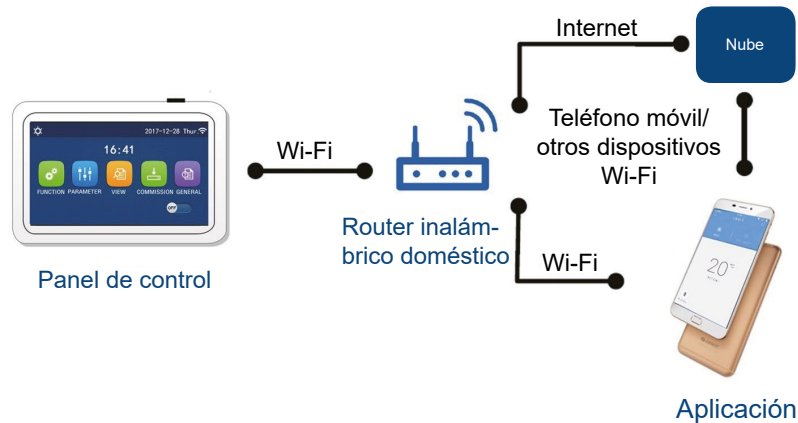 Internet
Nube
2017-12-28 Thur.
16:41
Wi-Fi
Teléfono móvil/
otros dispositivos
Wi-Fi
FUNCTION PARAMETER VIEW COMMISSION GENERAL
OFF
Router inalám-
brico doméstico
Wi-Fi
20
Panel de control
Aplicación